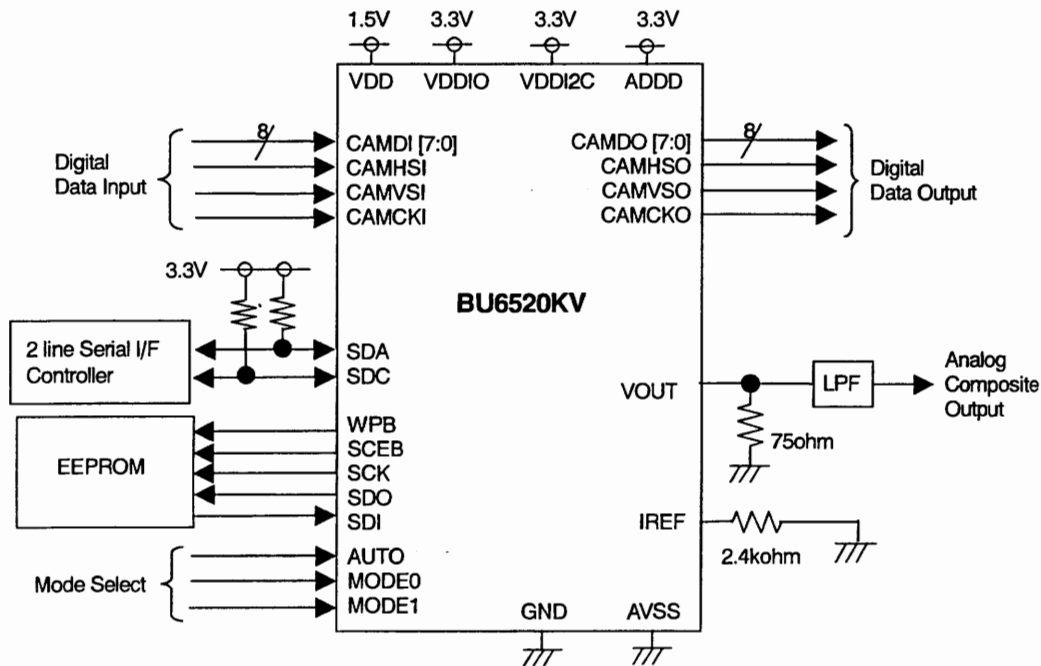 1.5V 3.3V 3.3V 3.3V
VDD VDDIO VDDI2C ADDD
Digital
Data Input
8
CAMDI [7:0]
CAMHSI
CAMVSI
CAMCKI
CAMDO [7:0]
CAMHSO
CAMVSO
CAMCKO
8
Digital
Data Output
3.3V
BU6520KV
2 line Serial I/F
Controller
SDA
SDC
VOUT
LPF
Analog
Composite
Output
75ohm
EEPROM
WPB
SCEB
SCK
SDO
SDI
IREF
2.4kohm
Mode Select
AUTO
MODE0
MODE1
GND AVSS